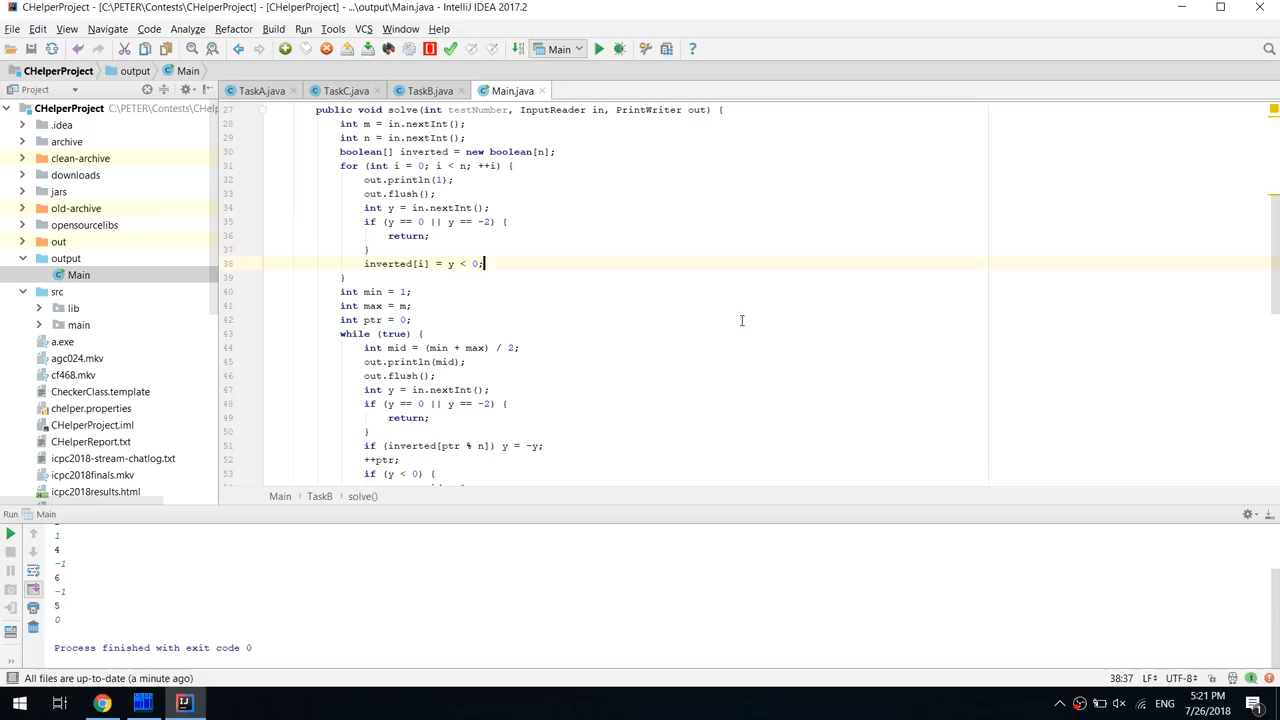 CHelperProject - [C:\PETER\Contests\CHelperProject] - [CHelperProject] - ...\output\Main.java - IntelliJ IDEA 2017.2
File Edit View Navigate Code Analyze Refactor Build Run Tools VCS Window Help
Main
CHelperProject output Main
Project
TaskA.java TaskC.java TaskB.java Main.java
CHelperProject C:\PETER\Contests\CHelp
.idea
archive
clean-archive
downloads
jars
old-archive
opensourcelibs
out
output
Main
src
lib
main
a.exe
agc024.mkv
cf468.mkv
CheckerClass.template
chelper.properties
CHelperProject.iml
CHelperReport.txt
icpc2018-stream-chatlog.txt
icpc2018finals.mkv
icpc2018results.html
27 public void solve(int testNumber, InputReader in, PrintWriter out) {
28 int m = in.nextInt();
29 int n = in.nextInt();
30 boolean[] inverted = new boolean[n];
31 for (int i = 0; i < n; ++i) {
32 out.println(1);
33 out.flush();
34 int y = in.nextInt();
35 if (y == 0 || y == -2) {
36 return;
37 }
38 inverted[i] = y < 0;
39 }
40 int min = 1;
41 int max = m;
42 int ptr = 0;
43 while (true) {
44 int mid = (min + max) / 2;
45 out.println(mid);
46 out.flush();
47 int y = in.nextInt();
48 if (y == 0 || y == -2) {
49 return;
50 }
51 if (inverted[ptr % n]) y = -y;
52 ++ptr;
53 if (y < 0) {
Main TaskB solve()
Run Main
1
4
-1
6
-1
5
0
Process finished with exit code 0
All files are up-to-date (a minute ago)
38:37 LF UTF-8
ENG
5:21 PM
7/26/2018